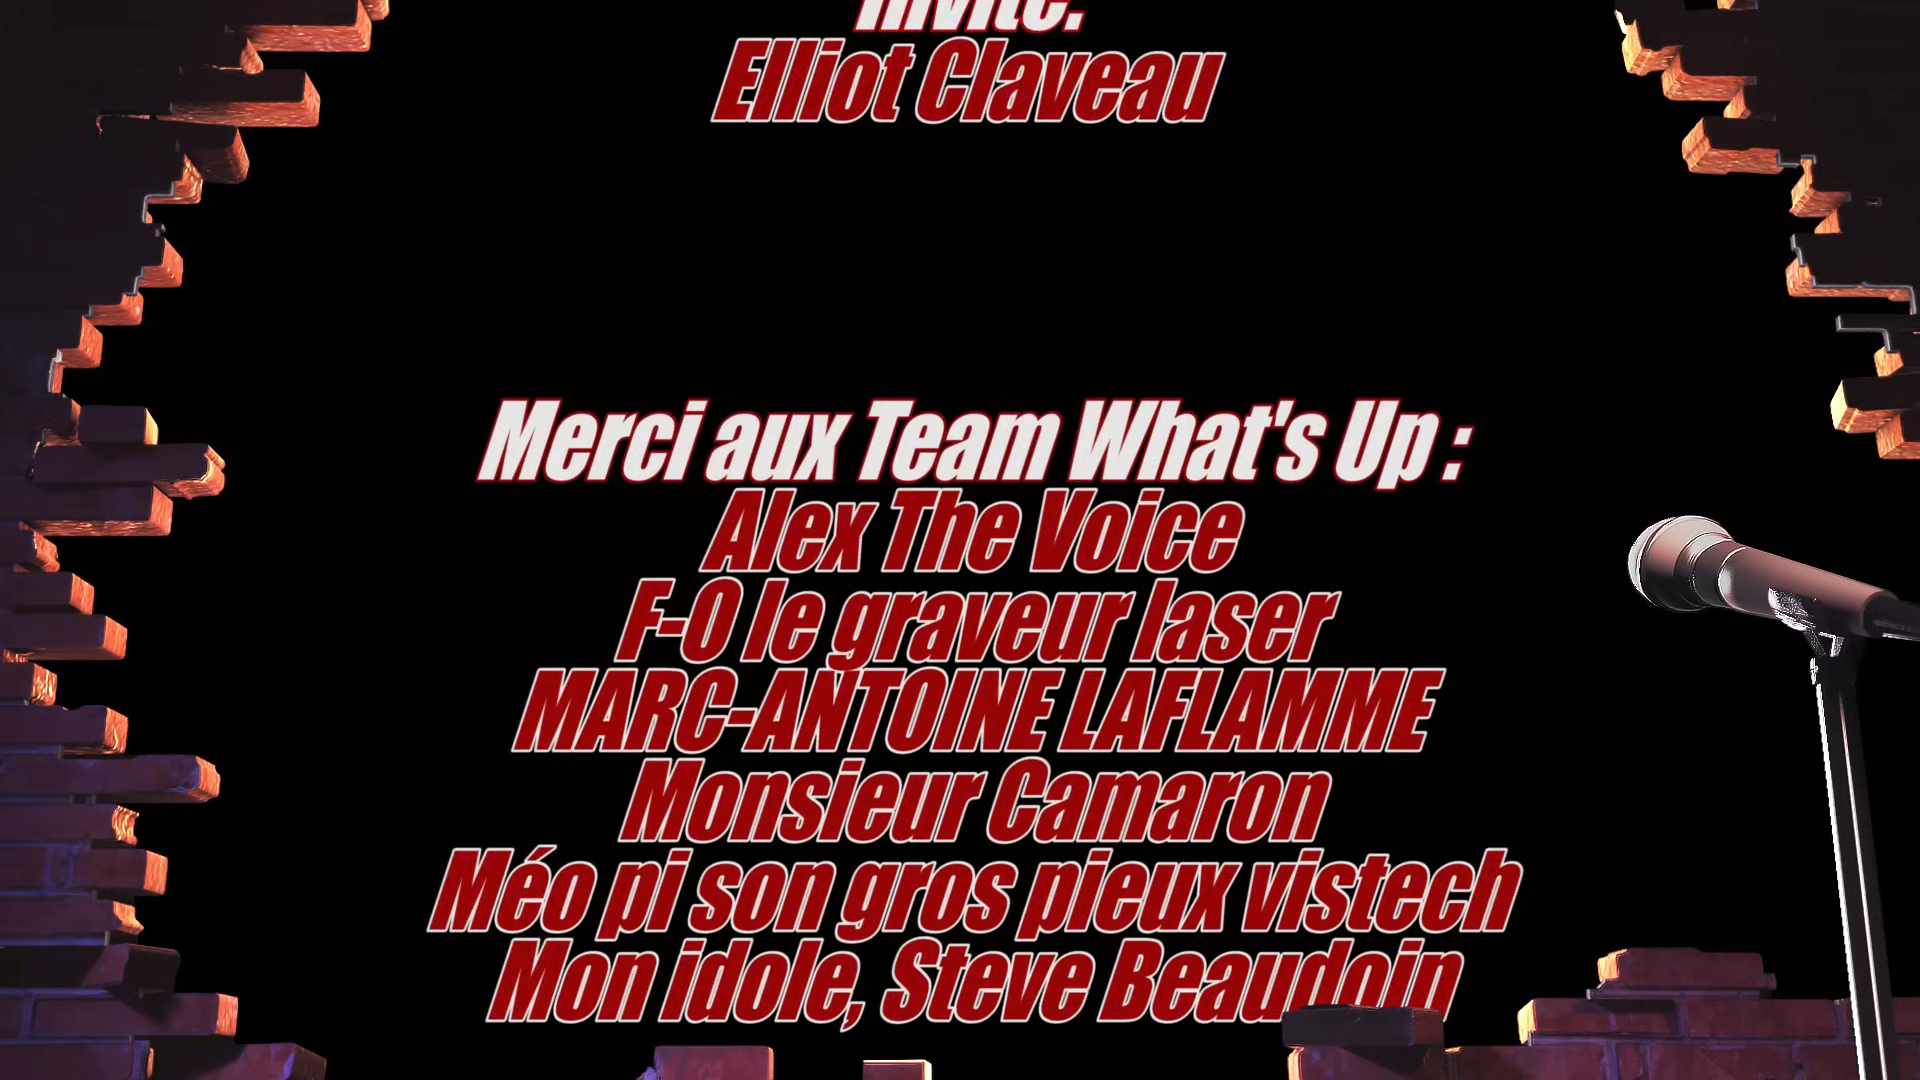 Invité:
Elliot Claveau
Merci aux Team What's Up :
Alex The Voice
F-O le graveur laser
MARC-ANTOINE LAFLAMME
Monsieur Camaron
Méo pi son gros pieux vistech
Mon idole, Steve Beaudoin